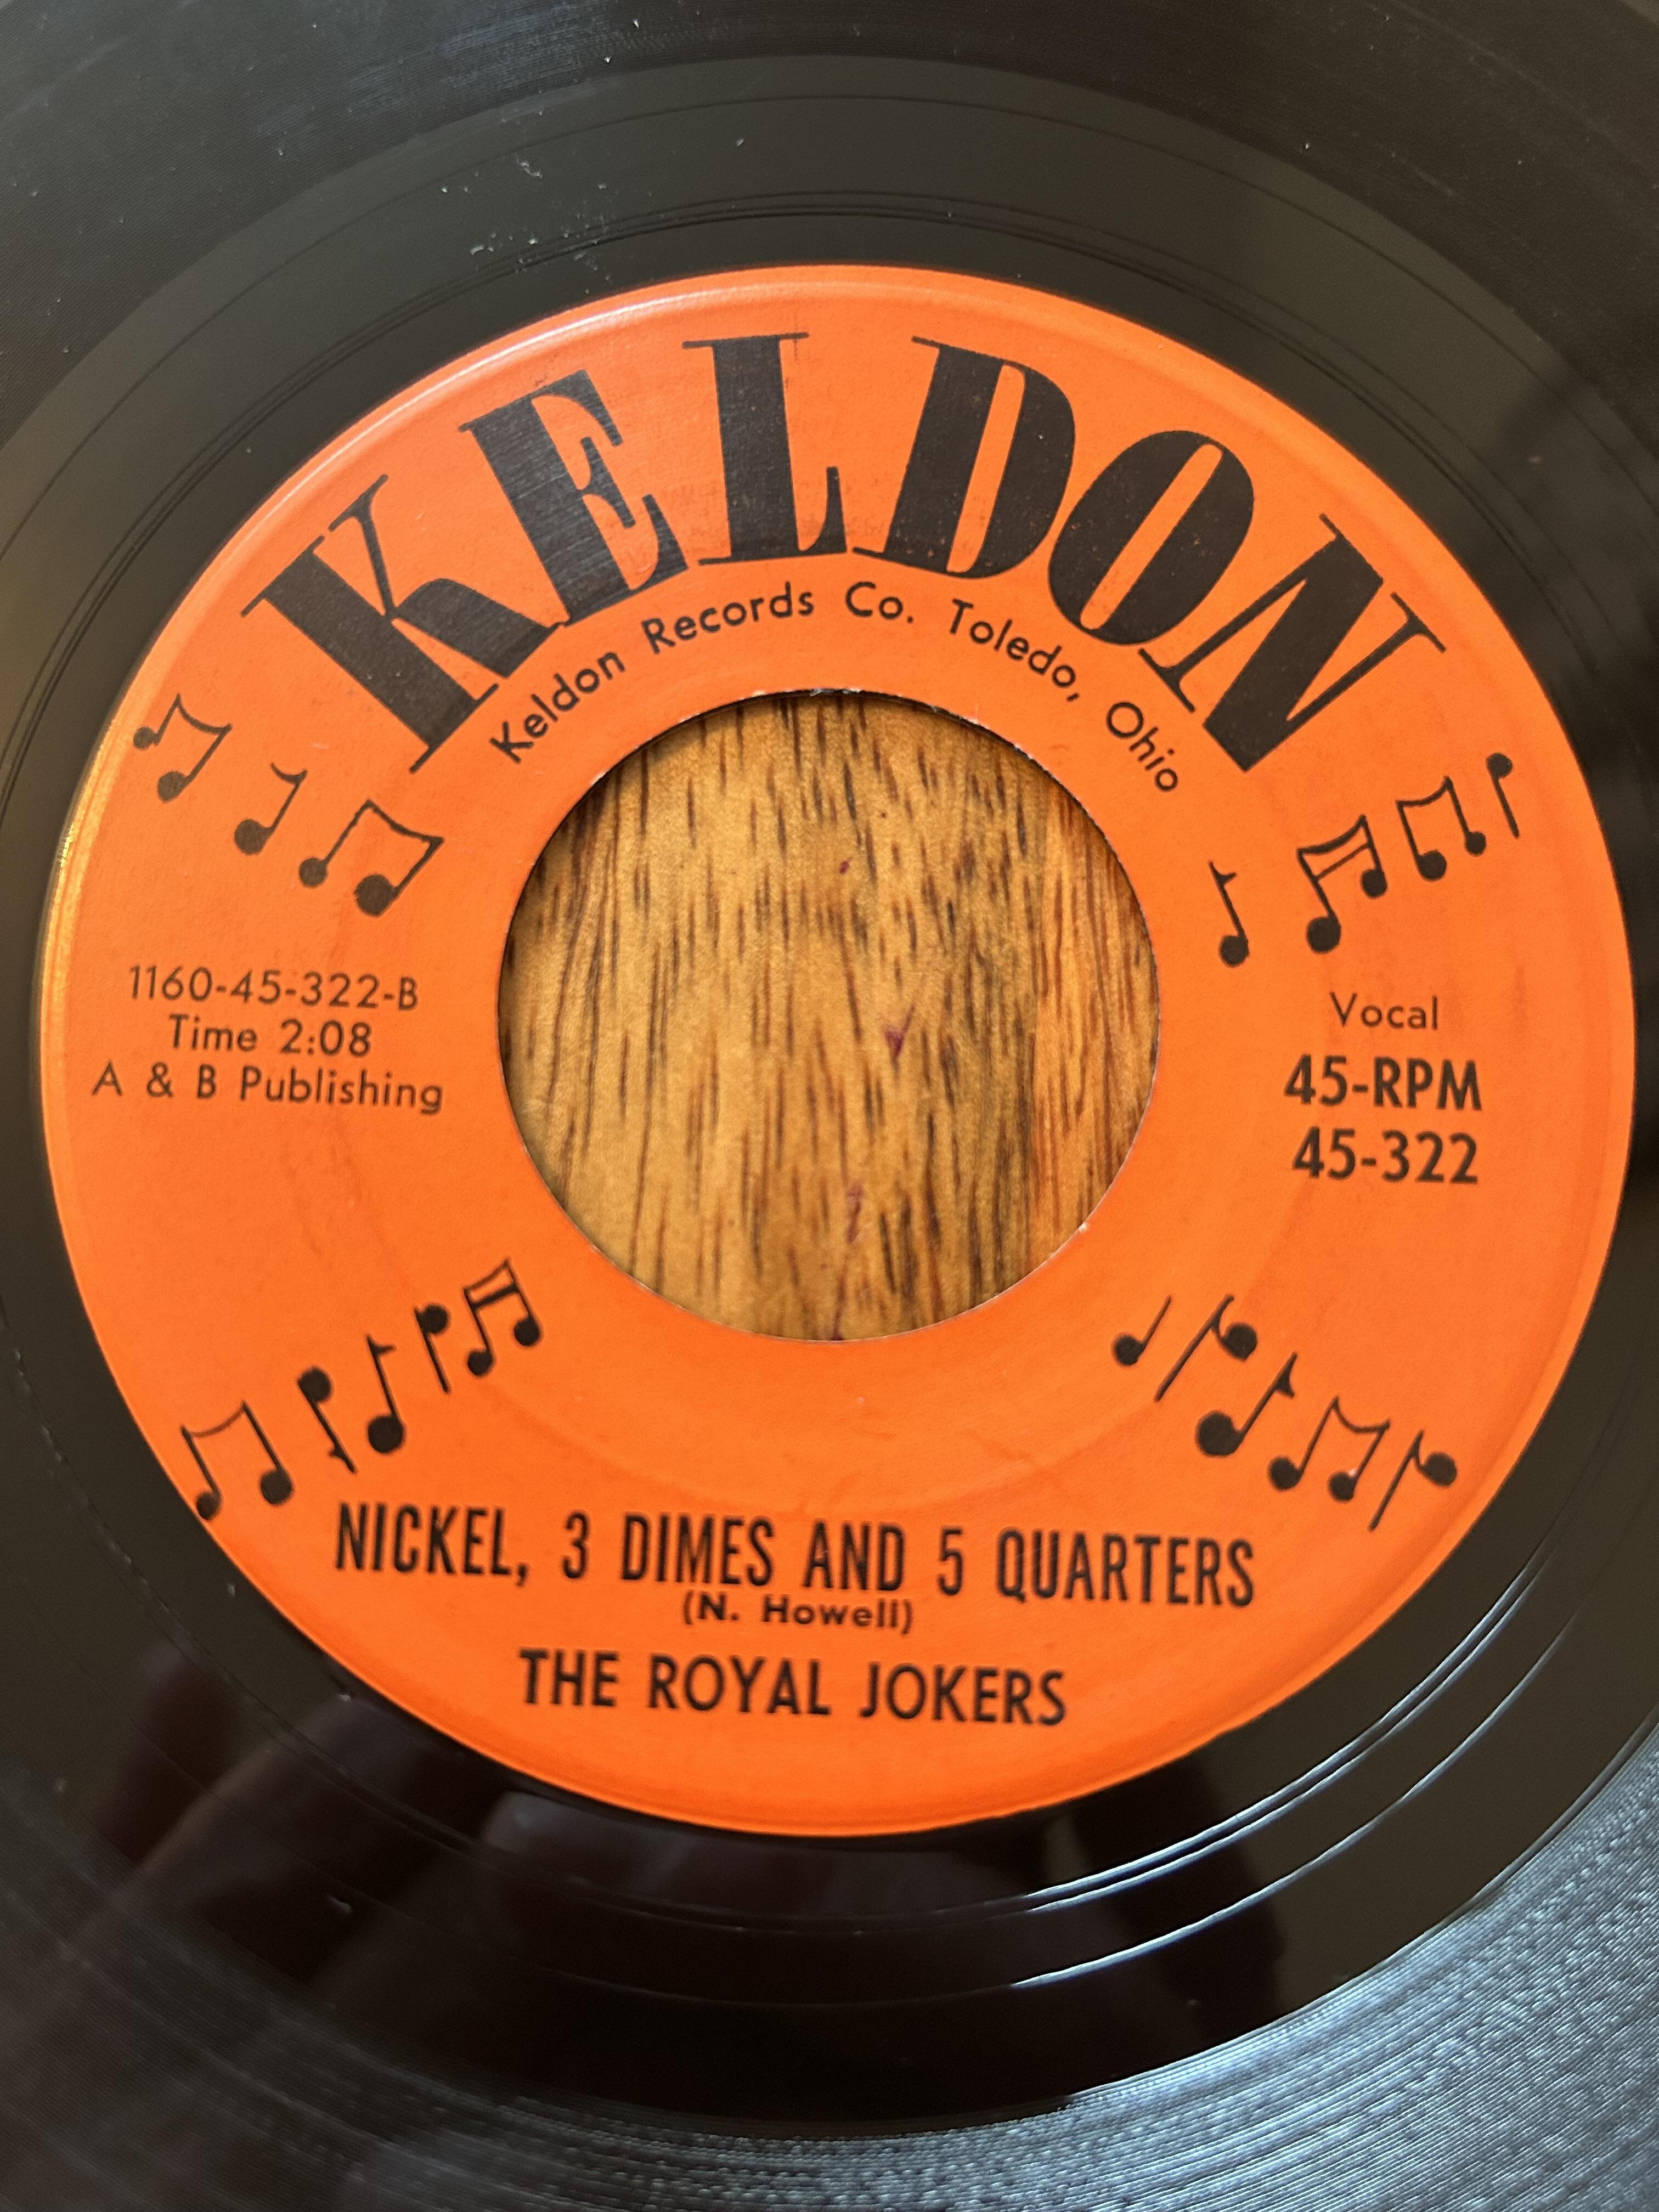 KELDON
Keldon Records Co. Toledo, Ohio
1160-45-322-B
Time 2:08
A & B Publishing
Vocal
45-RPM
45-322
NICKEL, 3 DIMES AND 5 QUARTERS
(N. Howell)
THE ROYAL JOKERS